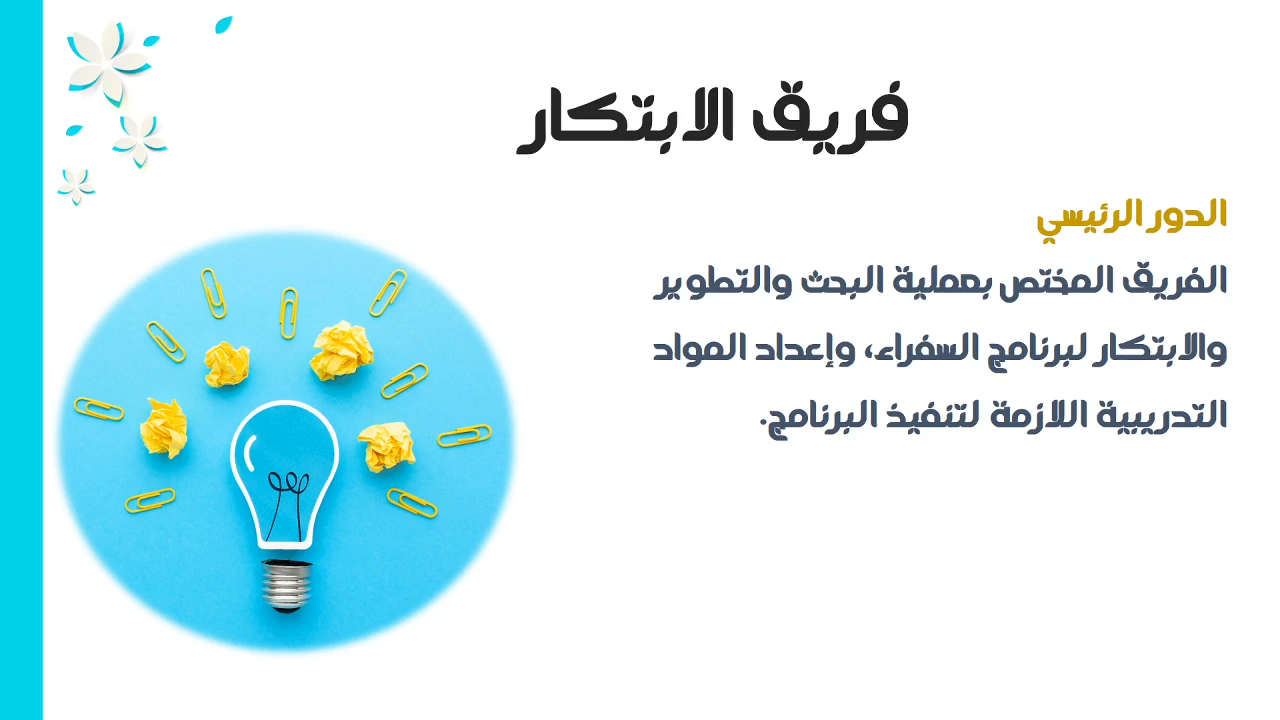 فريق الابتكار
الدور الرئيسي
الفريق المختص بعملية البحث والتطوير
والابتكار لبرنامج السفراء، وإعداد المواد
التدريبية اللازمة لتنفيذ البرنامج.